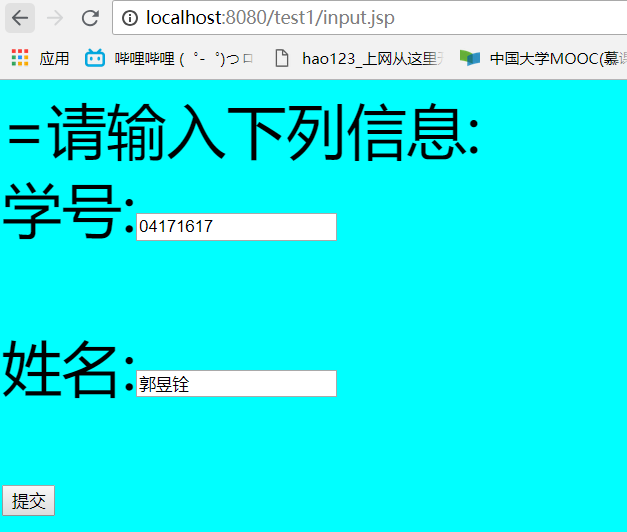 localhost:8080/test1/input.jsp
应用 哔哩哔哩 ( ゜- ゜)つロ hao123_上网从这里开 中国大学MOOC(慕课
=请输入下列信息:
学号:04171617
姓名:郭昱铨
提交